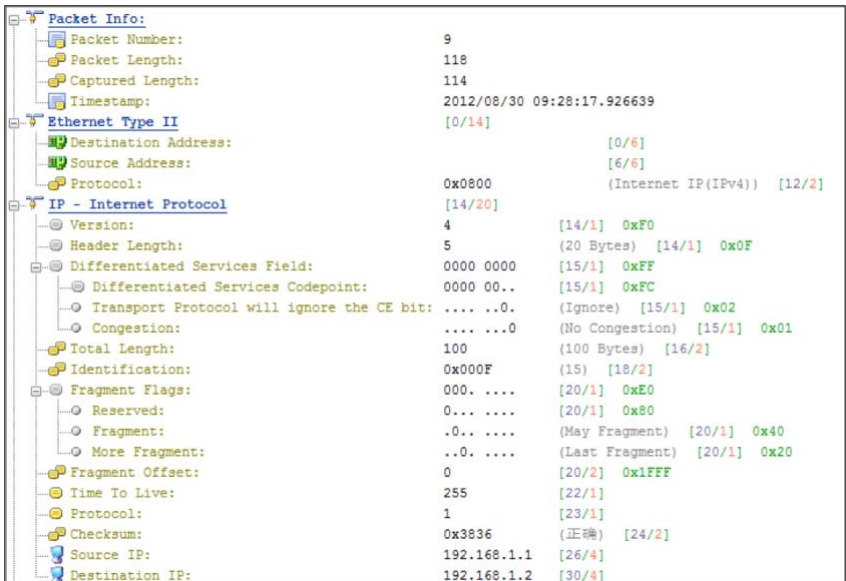 Packet Info:
Packet Number: 9
Packet Length: 118
Captured Length: 114
Timestamp: 2012/08/30 09:28:17.926639
Ethernet Type II [0/14]
Destination Address: [0/6]
Source Address: [6/6]
Protocol: 0x0800 (Internet IP(IPv4)) [12/2]
IP - Internet Protocol [14/20]
Version: 4 [14/1] 0xF0
Header Length: 5 (20 Bytes) [14/1] 0x0F
Differentiated Services Field: 0000 0000 [15/1] 0xFF
Differentiated Services Codepoint: 0000 00.. [15/1] 0xFC
Transport Protocol will ignore the CE bit: .... ..0. (Ignore) [15/1] 0x02
Congestion: .... ...0 (No Congestion) [15/1] 0x01
Total Length: 100 (100 Bytes) [16/2]
Identification: 0x000F (15) [18/2]
Fragment Flags: 000. .... [20/1] 0xE0
Reserved: 0... .... [20/1] 0x80
Fragment: .0.. .... (May Fragment) [20/1] 0x40
More Fragment: ..0. .... (Last Fragment) [20/1] 0x20
Fragment Offset: 0 [20/2] 0x1FFF
Time To Live: 255 [22/1]
Protocol: 1 [23/1]
Checksum: 0x3836 (正确) [24/2]
Source IP: 192.168.1.1 [26/4]
Destination IP: 192.168.1.2 [30/4]